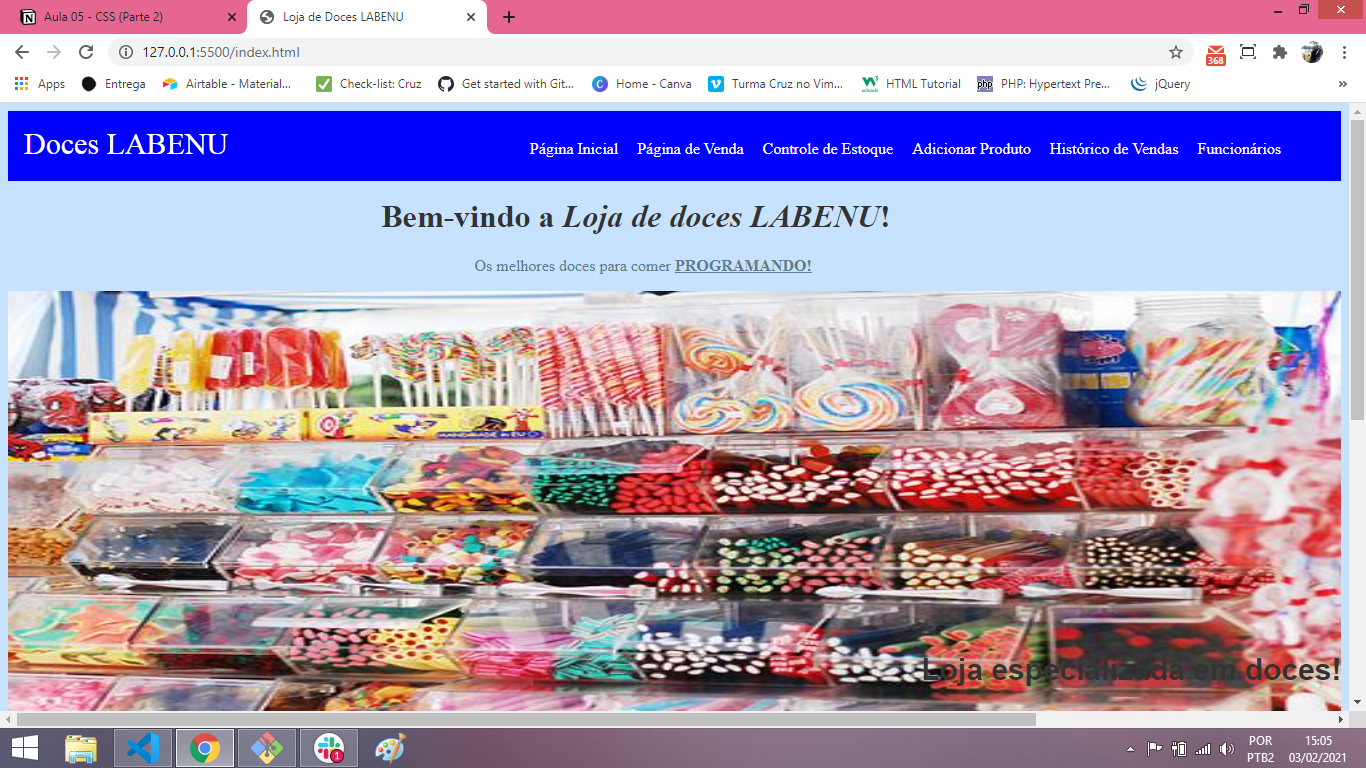 Aula 05 - CSS (Parte 2)
Loja de Doces LABENU
127.0.0.1:5500/index.html
368
Apps
Entrega
Airtable - Material...
Check-list: Cruz
Get started with Git...
Home - Canva
Turma Cruz no Vim...
HTML Tutorial
PHP: Hypertext Pre...
jQuery
»
Doces LABENU
Página Inicial Página de Venda Controle de Estoque Adicionar Produto Histórico de Vendas Funcionários
Bem-vindo a Loja de doces LABENU!
Os melhores doces para comer PROGRAMANDO!
Loja especializada em doces!
1
POR
PTB2
15:05
03/02/2021